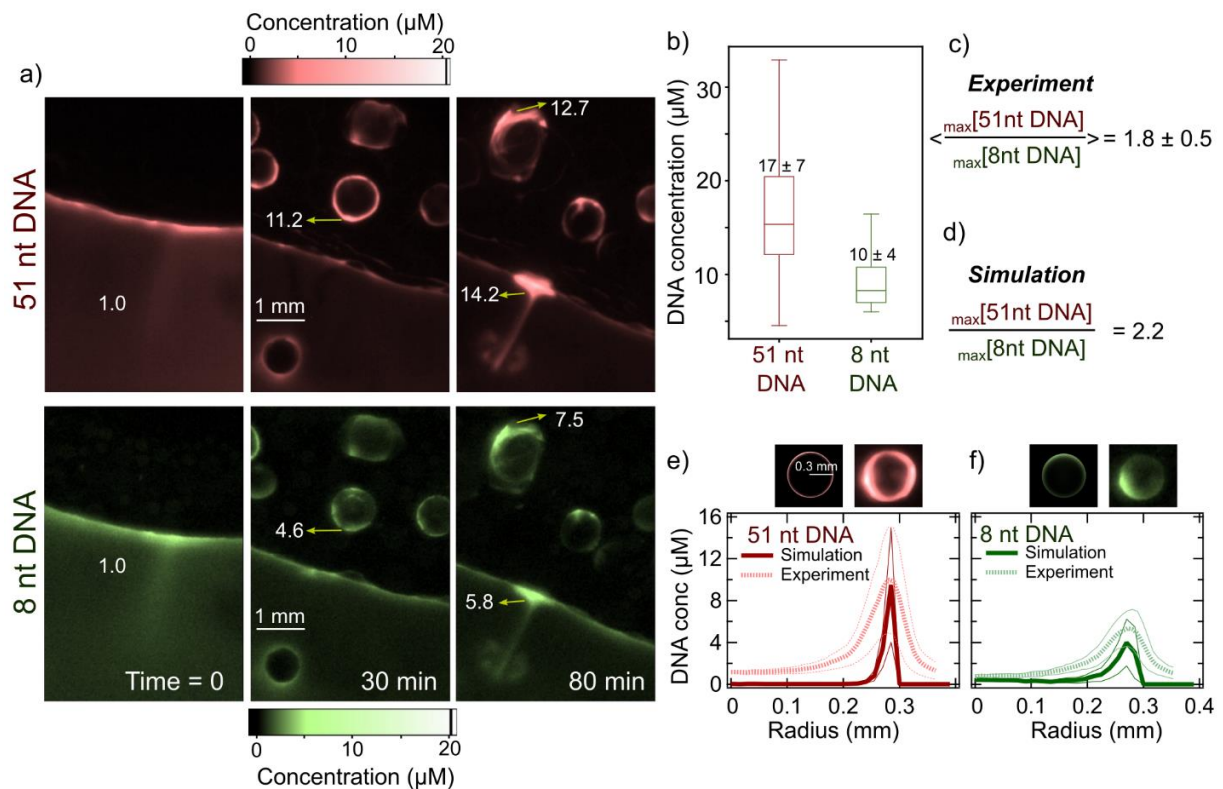 a)
Concentration (µM)
0 10 20
51 nt DNA
1.0
11.2
1 mm
12.7
14.2
8 nt DNA
1.0
Time = 0
4.6
1 mm
30 min
7.5
5.8
80 min
0 10 20
Concentration (µM)
b)
DNA concentration (µM)
30
20
10
17 ± 7
10 ± 4
51 nt DNA
8 nt DNA
c)
Experiment
< max[51nt DNA] / max[8nt DNA] > = 1.8 ± 0.5
d)
Simulation
max[51nt DNA] / max[8nt DNA] = 2.2
e)
0.3 mm
51 nt DNA
Simulation
Experiment
DNA conc (µM)
16
12
8
4
0
0 0.1 0.2 0.3
Radius (mm)
f)
8 nt DNA
Simulation
Experiment
0 0.1 0.2 0.3 0.4
Radius (mm)